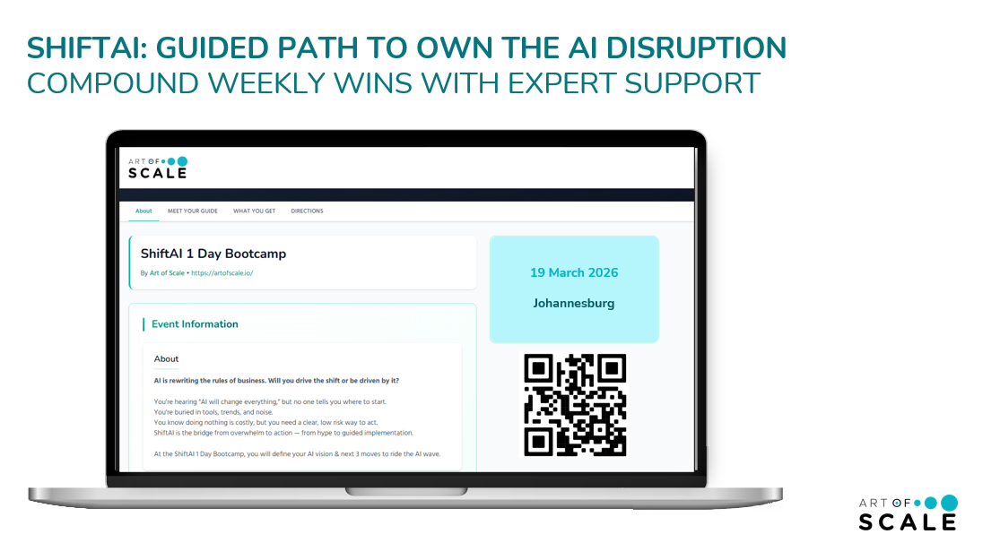 SHIFTAI: GUIDED PATH TO OWN THE AI DISRUPTION
COMPOUND WEEKLY WINS WITH EXPERT SUPPORT
ART OF
SCALE
About MEET YOUR GUIDE WHAT YOU GET DIRECTIONS
ShiftAI 1 Day Bootcamp
By Art of Scale • https://artofscale.io/
19 March 2026
Johannesburg
Event Information
About
AI is rewriting the rules of business. Will you drive the shift or be driven by it?
You're hearing "AI will change everything," but no one tells you where to start.
You're buried in tools, trends, and noise.
You know doing nothing is costly, but you need a clear, low risk way to act.
ShiftAI is the bridge from overwhelm to action — from hype to guided implementation.
At the ShiftAI 1 Day Bootcamp, you will define your AI vision & next 3 moves to ride the AI wave.
ART OF
SCALE